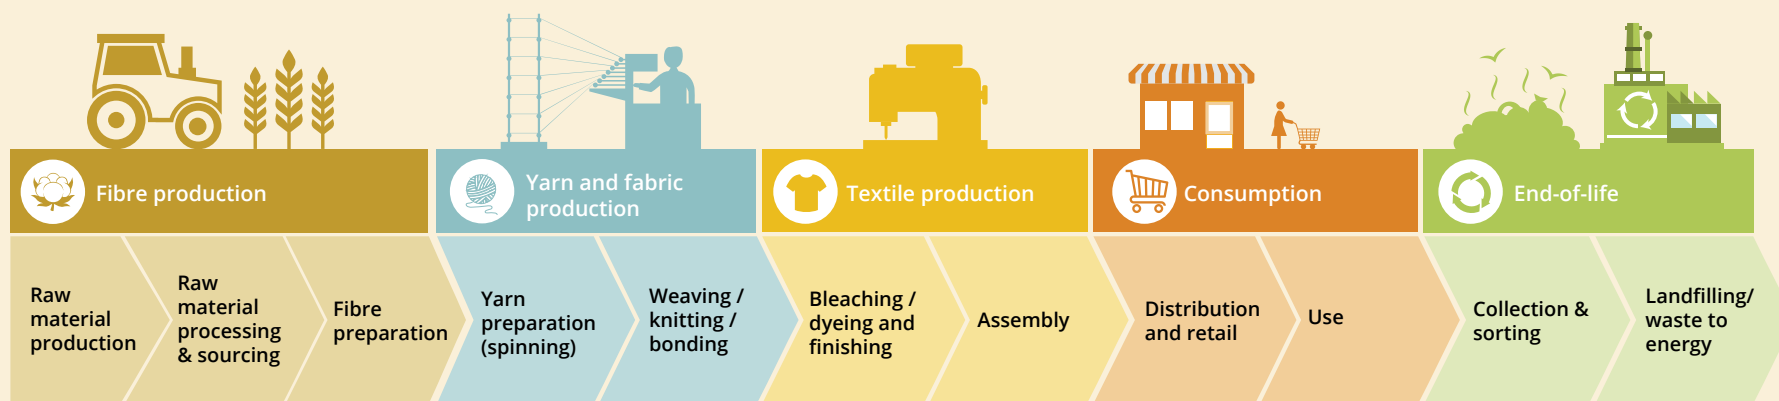 Fibre production
Yarn and fabric
production
Textile production
Consumption
End-of-life
Raw
material
production
Raw
material
processing
& sourcing
Fibre
preparation
Yarn
preparation
(spinning)
Weaving /
knitting /
bonding
Bleaching /
dyeing and
finishing
Assembly
Distribution
and retail
Use
Collection &
sorting
Landfilling/
waste to
energy